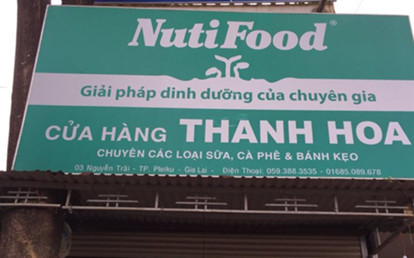 NutiFood®
Giải pháp dinh dưỡng của chuyên gia
CỬA HÀNG THANH HOA
CHUYÊN CÁC LOẠI SỮA, CÀ PHÊ & BÁNH KẸO
03 Nguyễn Trãi - TP. Pleiku - Gia Lai - Điện Thoại: 059.388.3535 - 01685.089.678